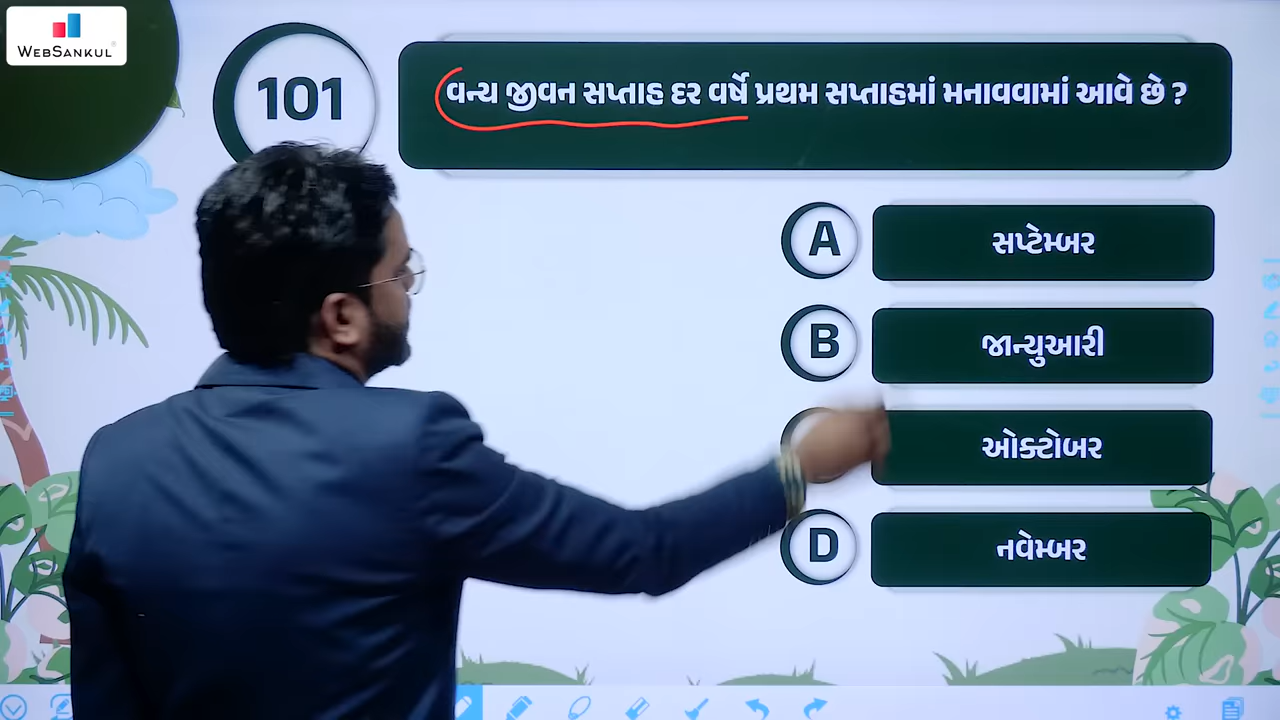 WEBSANKUL
101
વન્ય જીવન સપ્તાહ દર વર્ષે પ્રથમ સપ્તાહમાં મનાવવામાં આવે છે ?
A
સપ્ટેમ્બર
B
જાન્યુઆરી
ઓક્ટોબર
D
નવેમ્બર